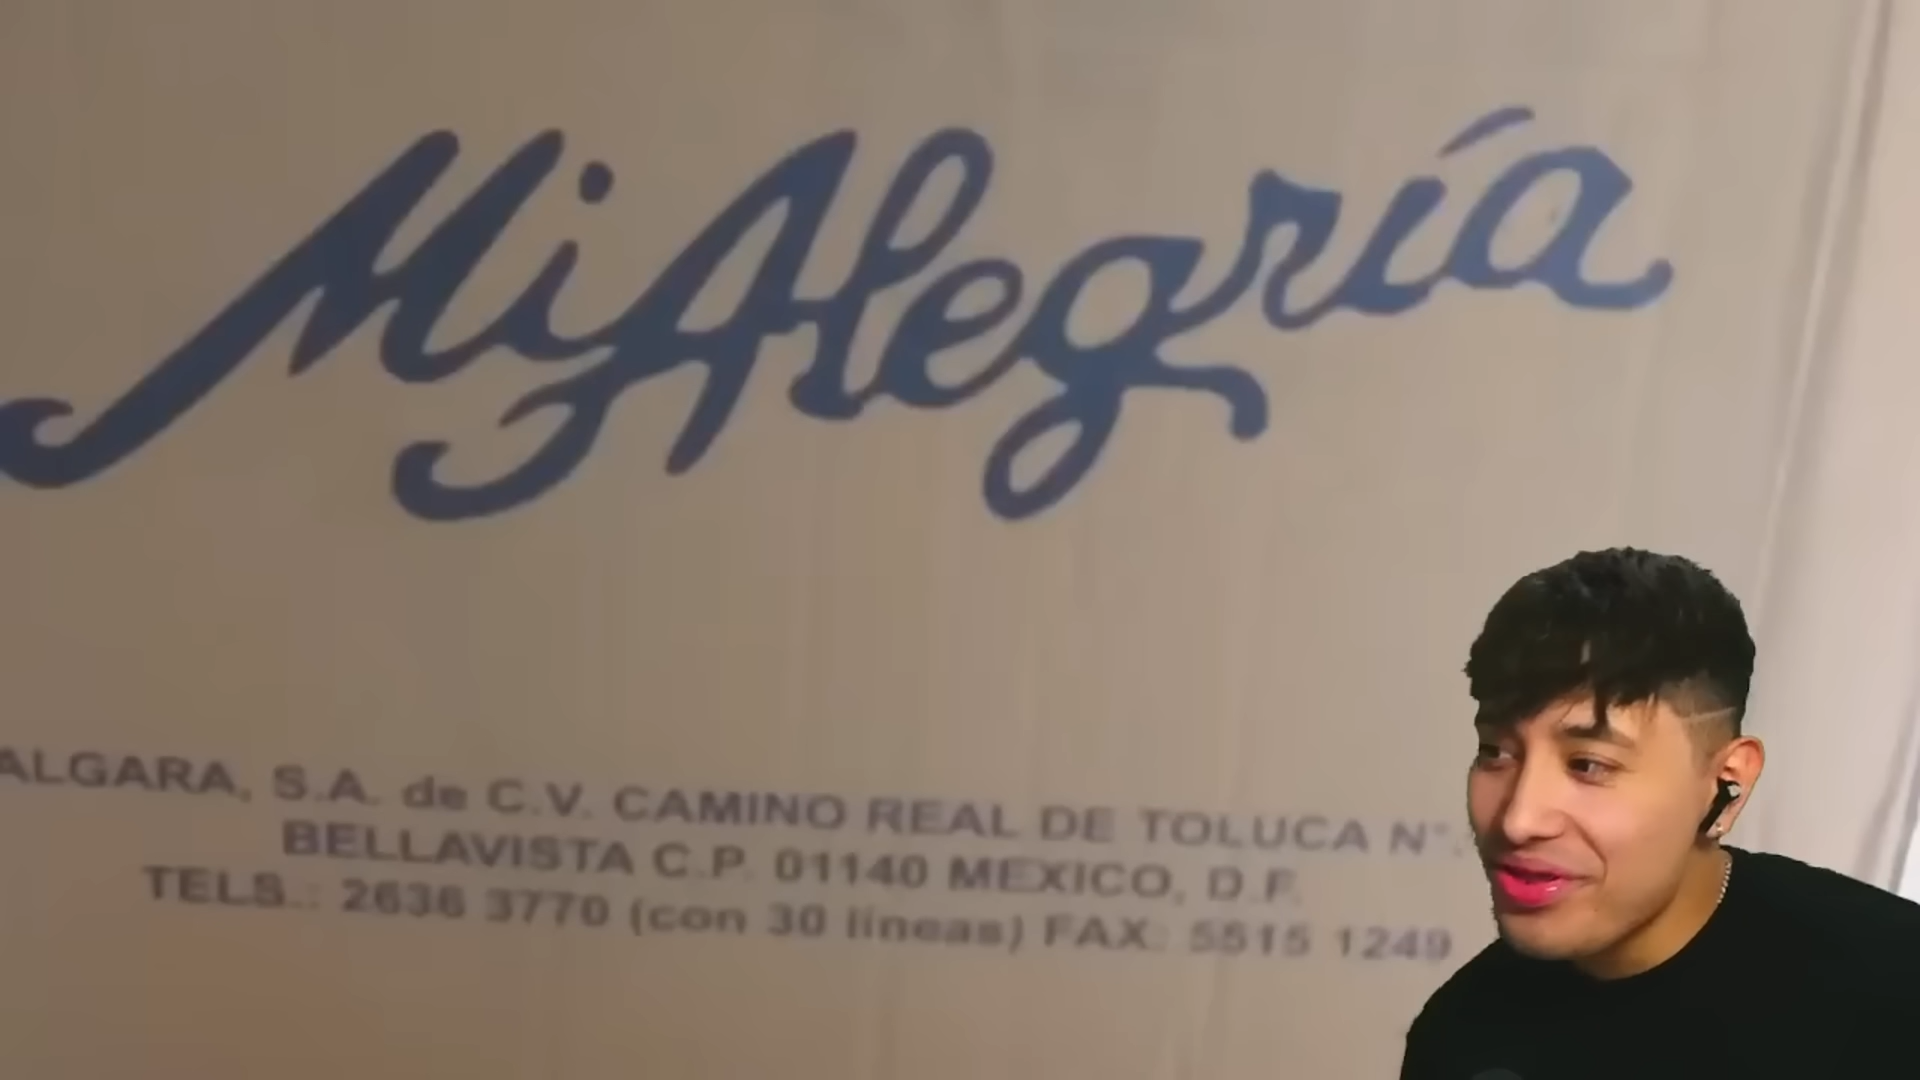 Mi Alegría
ALGARA, S.A. de C.V. CAMINO REAL DE TOLUCA N°.
BELLAVISTA C.P. 01140 MEXICO, D.F.
TELS.: 2636 3770 (con 30 líneas) FAX: 5515 1249